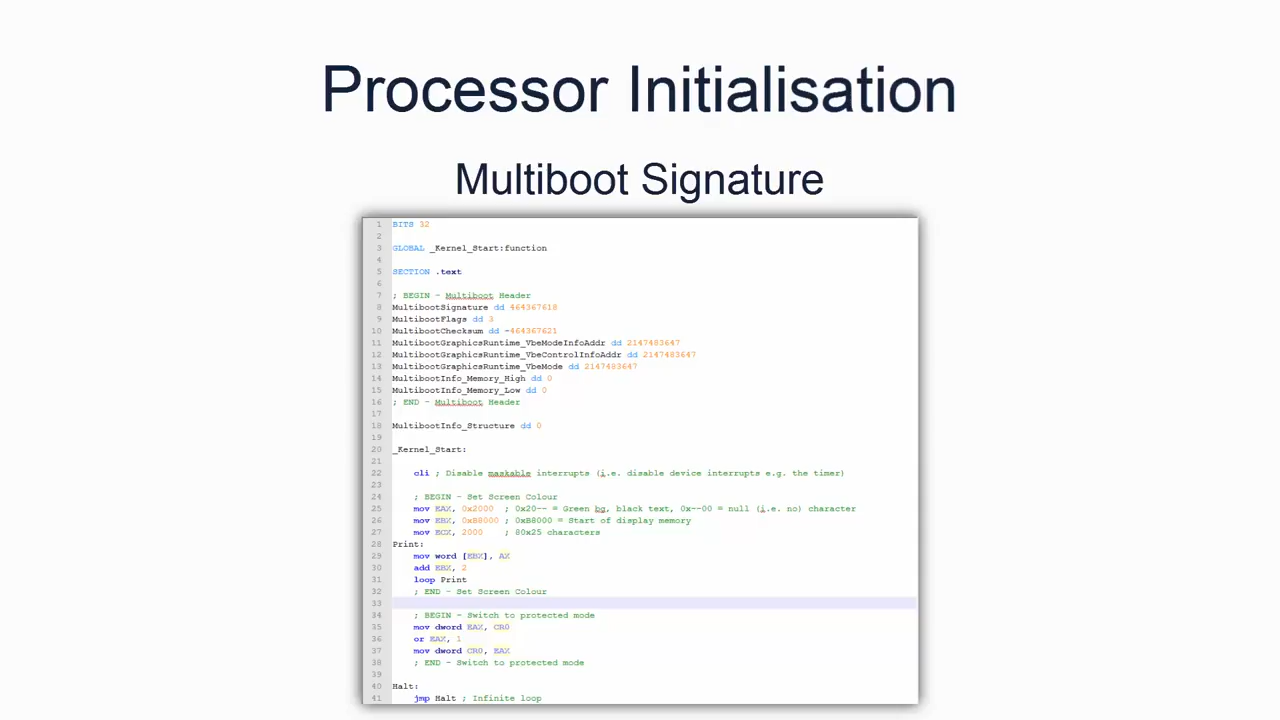 Processor Initialisation
Multiboot Signature
1 BITS 32
2
3 GLOBAL _Kernel_Start:function
4
5 SECTION .text
6
7 ; BEGIN - Multiboot Header
8 MultibootSignature dd 464367618
9 MultibootFlags dd 3
10 MultibootChecksum dd -464367621
11 MultibootGraphicsRuntime_VbeModeInfoAddr dd 2147483647
12 MultibootGraphicsRuntime_VbeControlInfoAddr dd 2147483647
13 MultibootGraphicsRuntime_VbeMode dd 2147483647
14 MultibootInfo_Memory_High dd 0
15 MultibootInfo_Memory_Low dd 0
16 ; END - Multiboot Header
17
18 MultibootInfo_Structure dd 0
19
20 _Kernel_Start:
21
22 cli ; Disable maskable interrupts (i.e. disable device interrupts e.g. the timer)
23
24 ; BEGIN - Set Screen Colour
25 mov EAX, 0x2000 ; 0x20-- = Green bg, black text, 0x--00 = null (i.e. no) character
26 mov EBX, 0xB8000 ; 0xB8000 = Start of display memory
27 mov ECX, 2000 ; 80x25 characters
28 Print:
29 mov word [EBX], AX
30 add EBX, 2
31 loop Print
32 ; END - Set Screen Colour
33
34 ; BEGIN - Switch to protected mode
35 mov dword EAX, CR0
36 or EAX, 1
37 mov dword CR0, EAX
38 ; END - Switch to protected mode
39
40 Halt:
41 jmp Halt ; Infinite loop